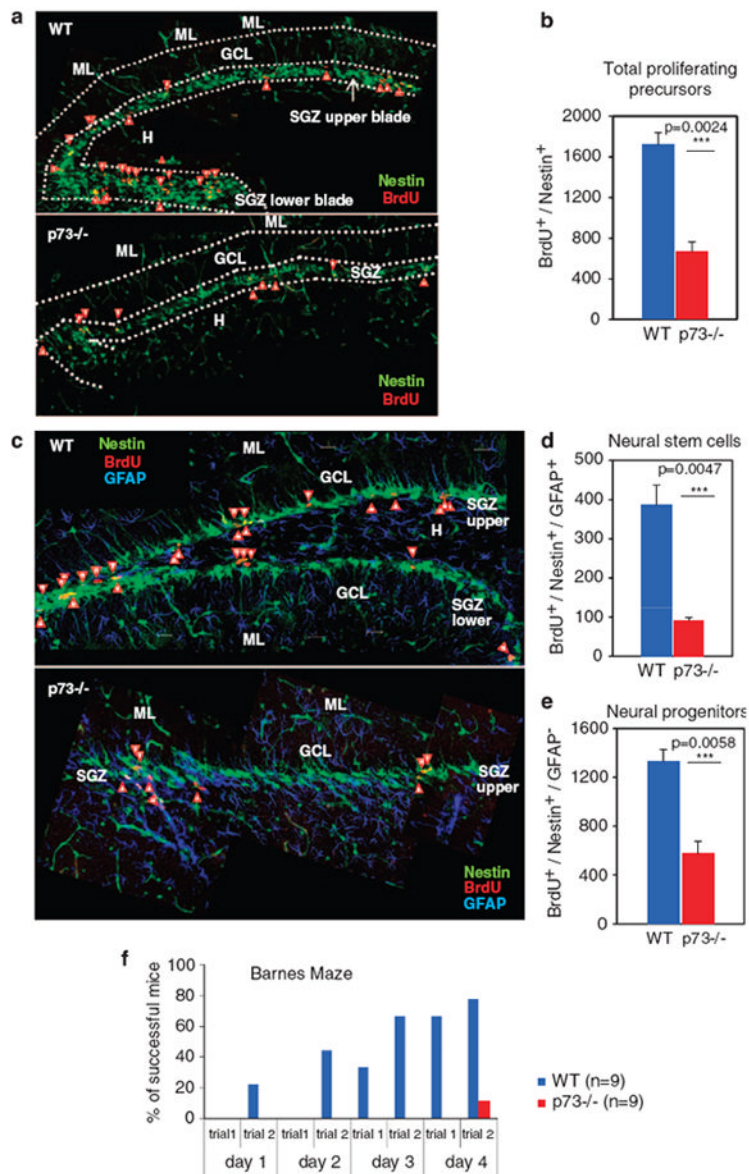 a
WT
ML
ML
ML
GCL
H
SGZ upper blade
SGZ lower blade
Nestin
BrdU
p73-/-
ML
ML
GCL
SGZ
H
Nestin
BrdU
b
Total proliferating
precursors
BrdU+ / Nestin+
2000
1600
1200
800
400
0
p=0.0024
***
WT p73-/-
c
WT
Nestin
BrdU
GFAP
ML
GCL
SGZ
upper
H
GCL
SGZ
lower
ML
p73-/-
ML
GCL
SGZ
SGZ
upper
Nestin
BrdU
GFAP
d
Neural stem cells
BrdU+ / Nestin+ / GFAP+
500
400
300
200
100
0
p=0.0047
***
WT p73-/-
e
Neural progenitors
BrdU+ / Nestin+ / GFAP-
1600
1200
800
400
0
p=0.0058
***
WT p73-/-
f
Barnes Maze
% of successful mice
100
80
60
40
20
0
trial1 trial 2 trial1 trial 2 trial 1 trial 2 trial 1 trial 2
day 1 day 2 day 3 day 4
WT (n=9)
p73-/- (n=9)